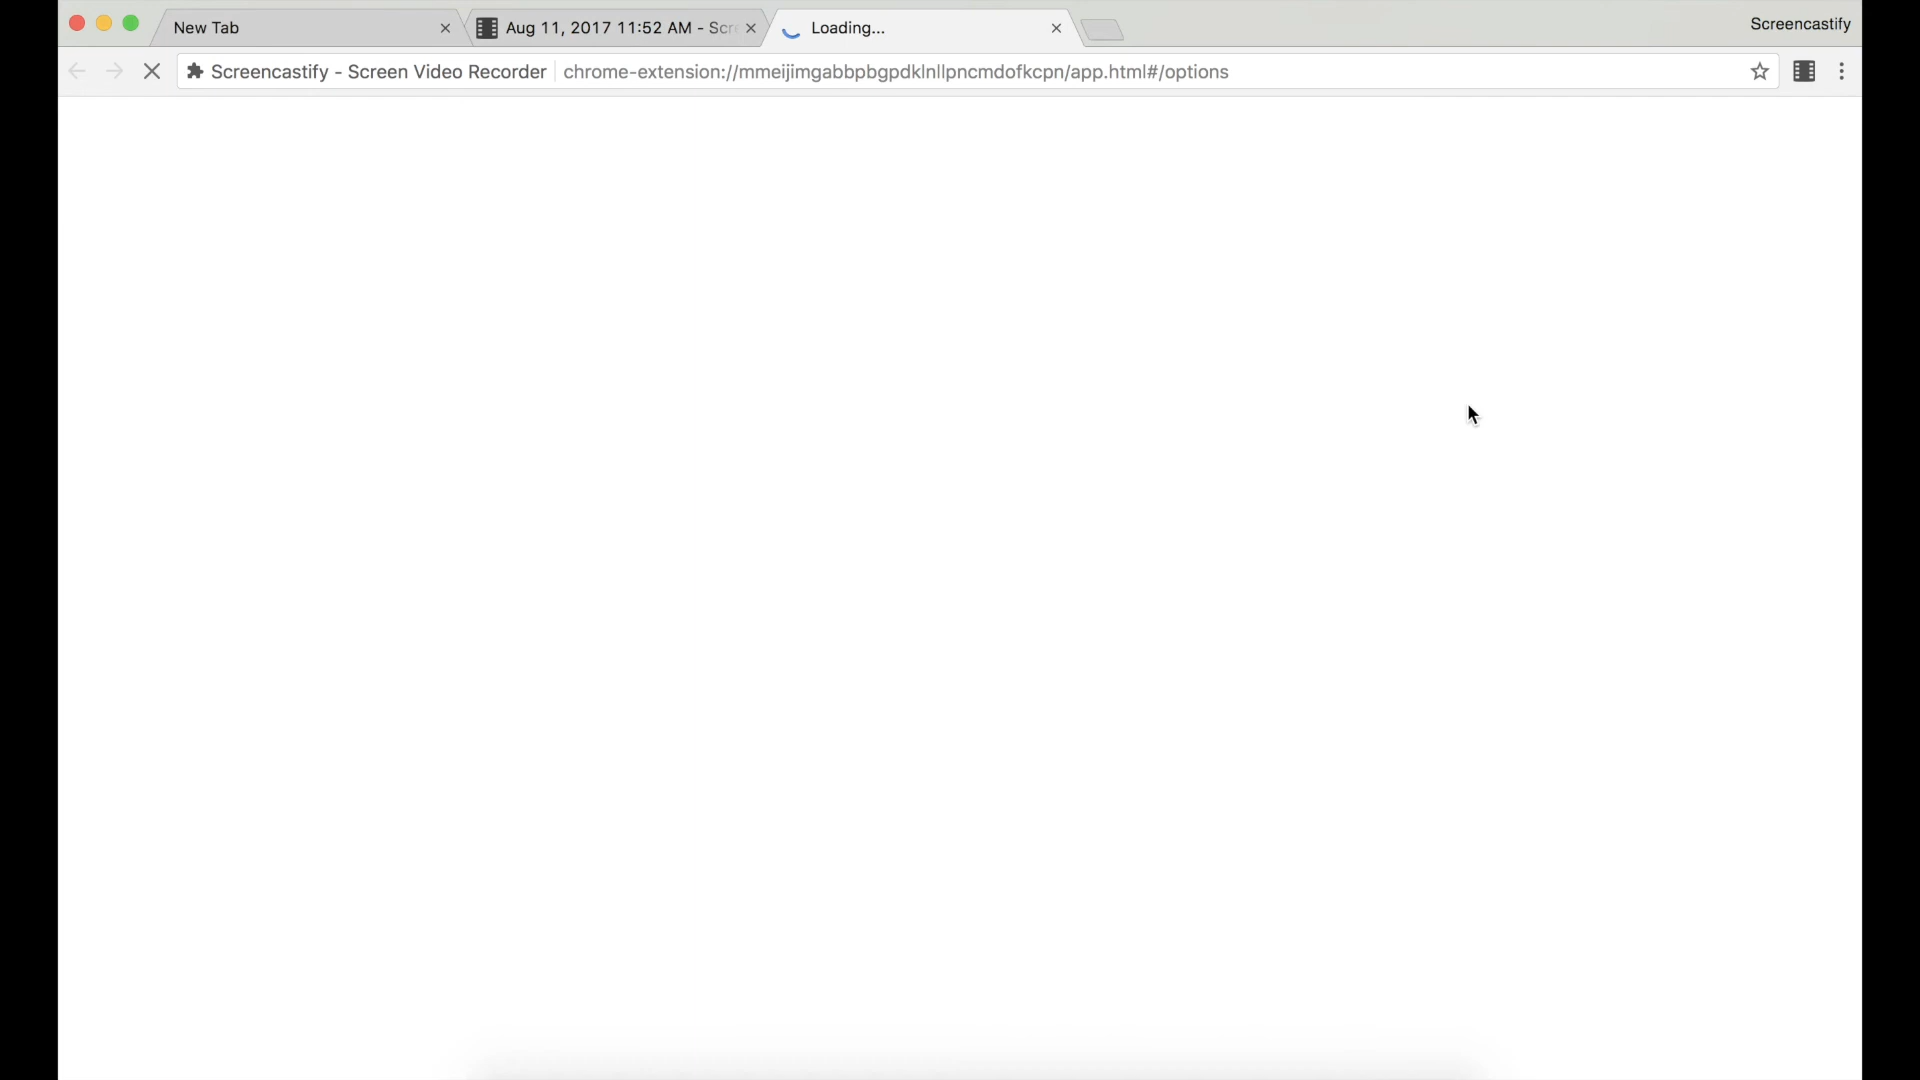 New Tab
Aug 11, 2017 11:52 AM - Scre
Loading...
Screencastify
Screencastify - Screen Video Recorder
chrome-extension://mmeijimgabbpbgpdklnllpncmdofkcpn/app.html#/options